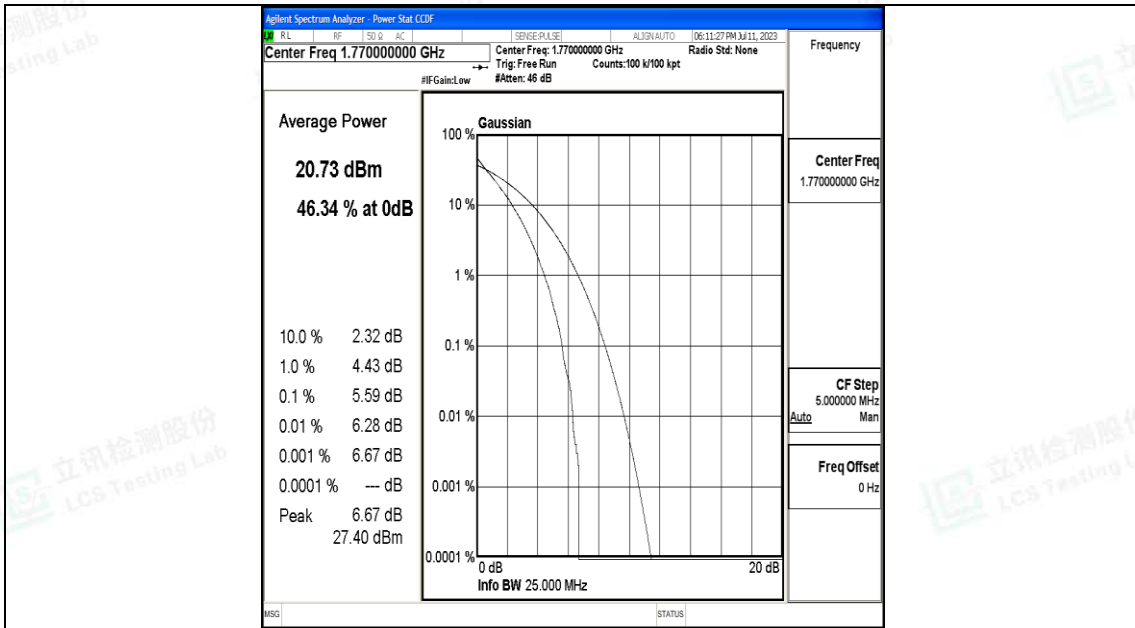 Agilent Spectrum Analyzer - Power Stat CCDF
RL RF 50 Ω AC SENSE:PULSE ALIGN AUTO 06:11:27 PM Jul 11, 2023
Center Freq 1.770000000 GHz
Center Freq: 1.770000000 GHz Radio Std: None
Trig: Free Run Counts:100 k/100 kpt
#IFGain:Low #Atten: 46 dB
Frequency
Average Power
20.73 dBm
46.34 % at 0dB
10.0 % 2.32 dB
1.0 % 4.43 dB
0.1 % 5.59 dB
0.01 % 6.28 dB
0.001 % 6.67 dB
0.0001 % --- dB
Peak 6.67 dB
27.40 dBm
Gaussian
100 %
10 %
1 %
0.1 %
0.01 %
0.001 %
0.0001 %
0 dB 20 dB
Info BW 25.000 MHz
Center Freq
1.770000000 GHz
CF Step
5.000000 MHz
Auto Man
Freq Offset
0 Hz
MSG STATUS
立讯检测股份
LCS Testing Lab
立讯检测股份
LCS Testing L